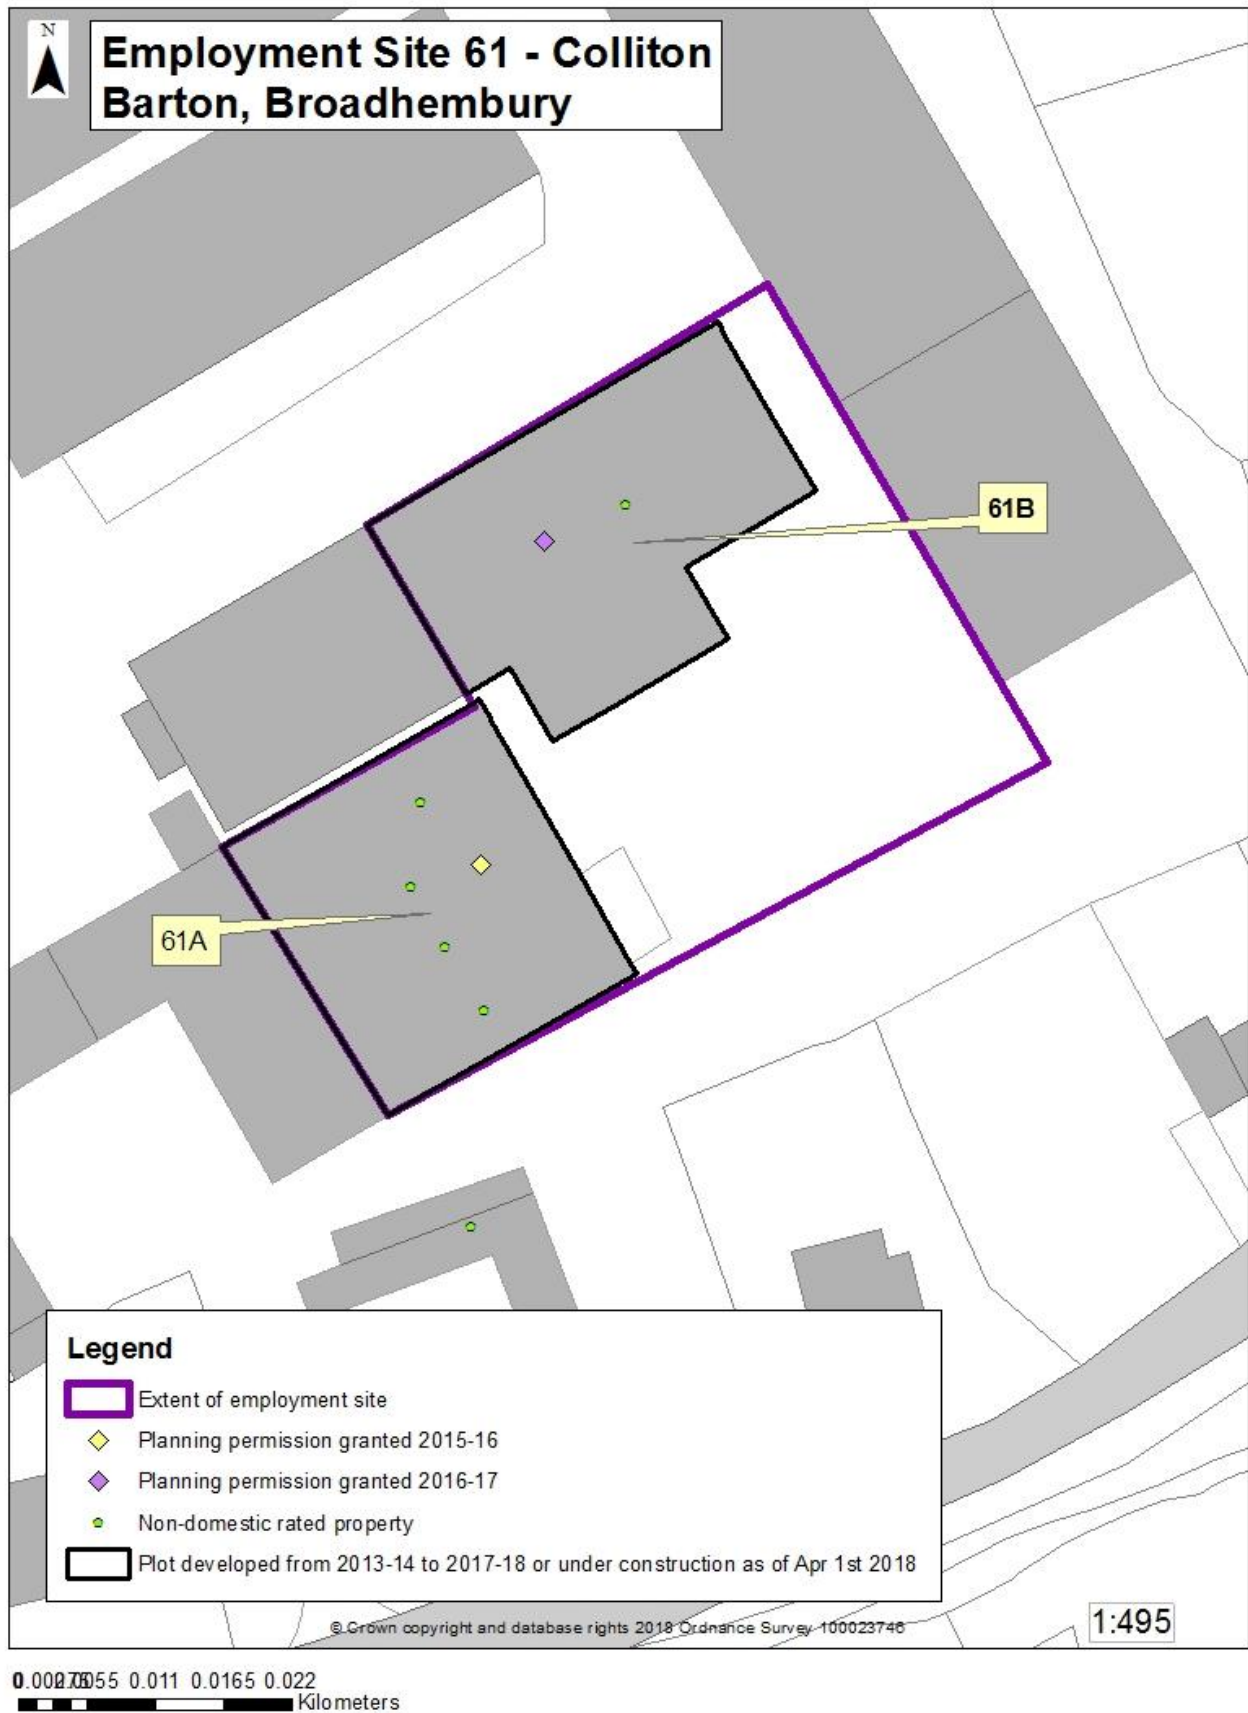 N
Employment Site 61 - Colliton
Barton, Broadhembury
61B
61A
Legend
Extent of employment site
Planning permission granted 2015-16
Planning permission granted 2016-17
Non-domestic rated property
Plot developed from 2013-14 to 2017-18 or under construction as of Apr 1st 2018
© Crown copyright and database rights 2018 Ordnance Survey 100023746
1:495
0 0.011 0.0165 0.022
Kilometers